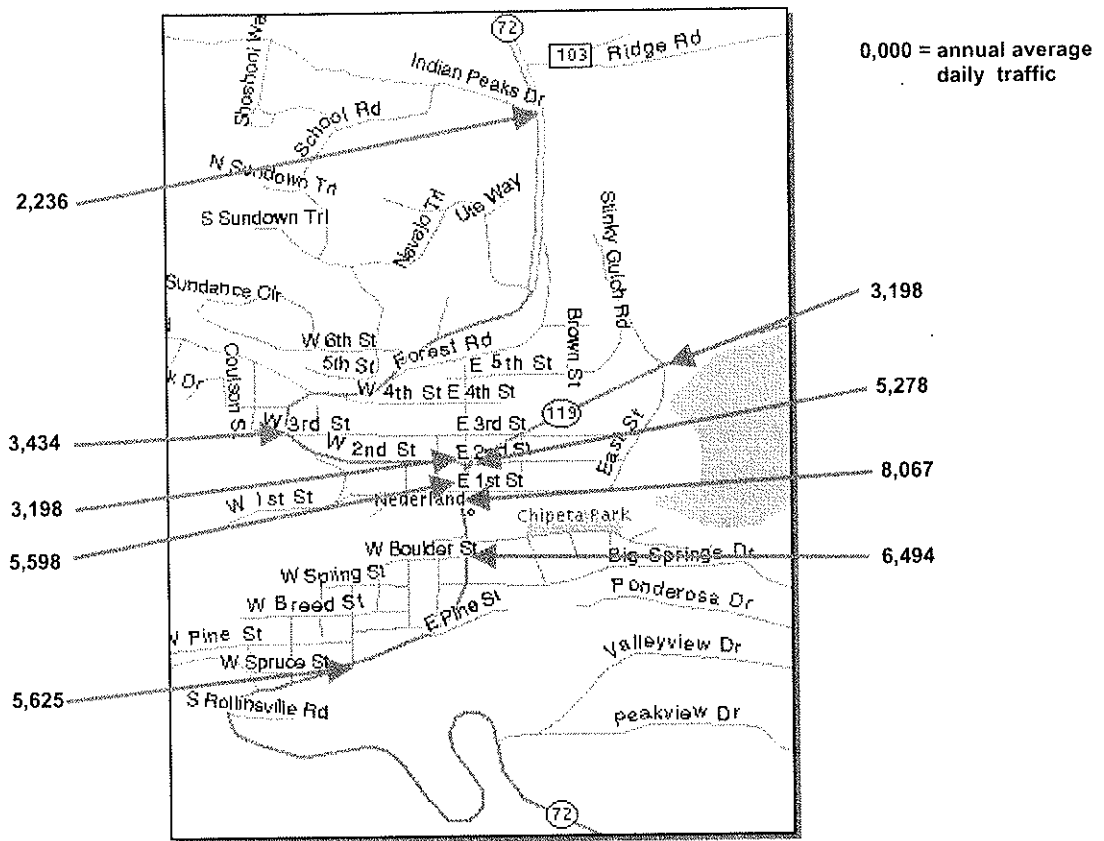 72
103 Ridge Rd
0,000 = annual average
daily traffic
Indian Peaks Dr
School Rd
N Sundown Trl
2,236
S Sundown Trl
Navajo Trl
Ute Way
Stinky Gulch Rd
Sundance Cir
3,198
W 6th St
Forest Rd
Brown St
5th St
E 5th St
k Dr
Coulson S
W 4th St E 4th St
5,278
119
W 3rd St
E 3rd St
3,434
W 2nd St
E 2nd St
East St
8,067
E 1st St
W 1st St
Nederland
3,198
Chipeta Park
5,598
W Boulder St
Big Springs Dr
6,494
W Spring St
Ponderosa Dr
W Breed St
E Pine St
W Pine St
W Spruce St
Valleyview Dr
5,625
S Rollinsville Rd
peakview Dr
72